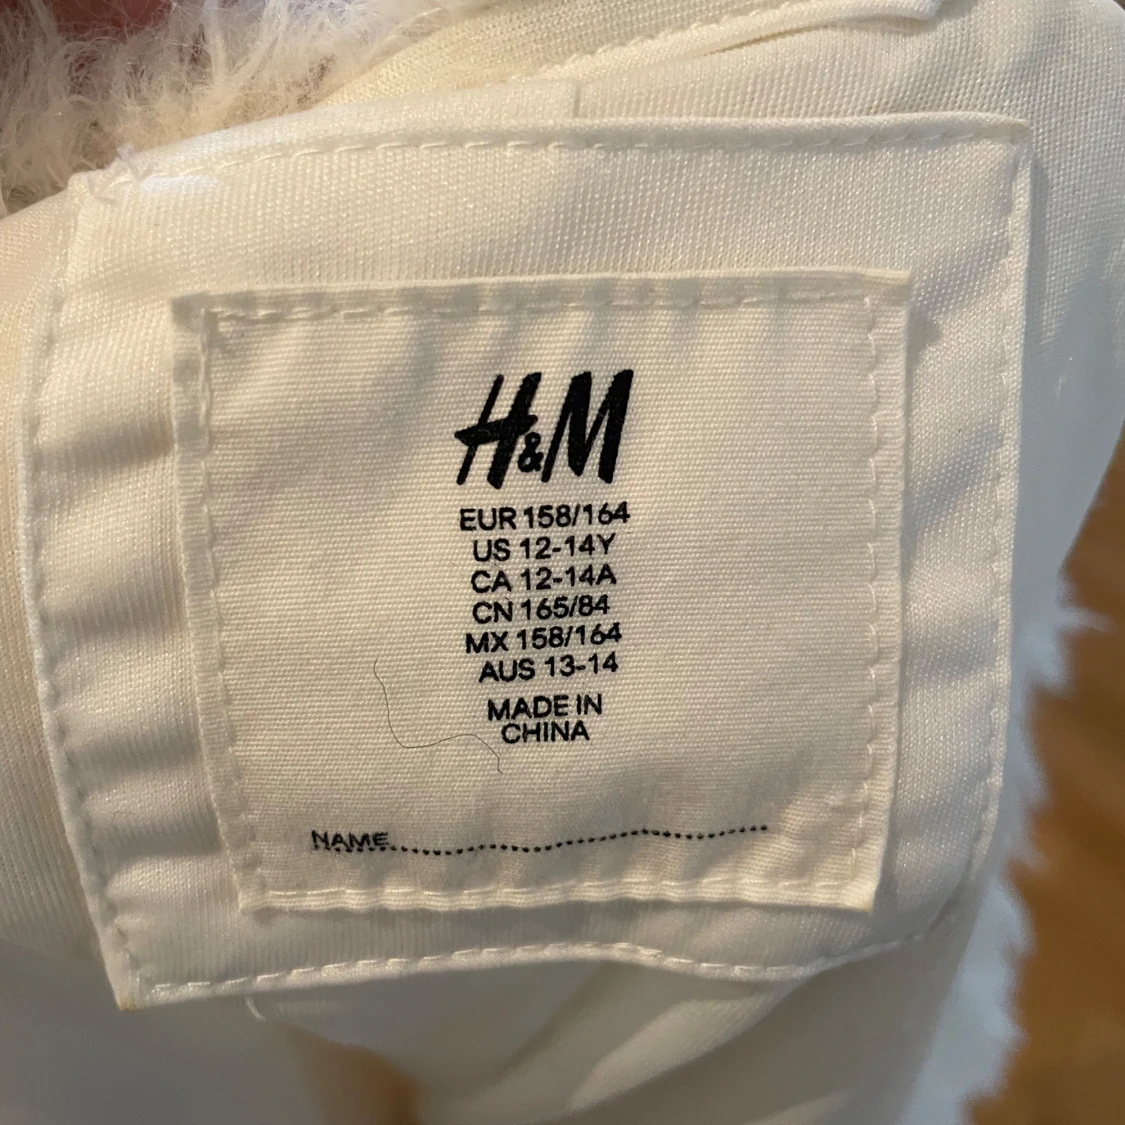 H&M
EUR 158/164
US 12-14Y
CA 12-14A
CN 165/84
MX 158/164
AUS 13-14
MADE IN
CHINA
NAME